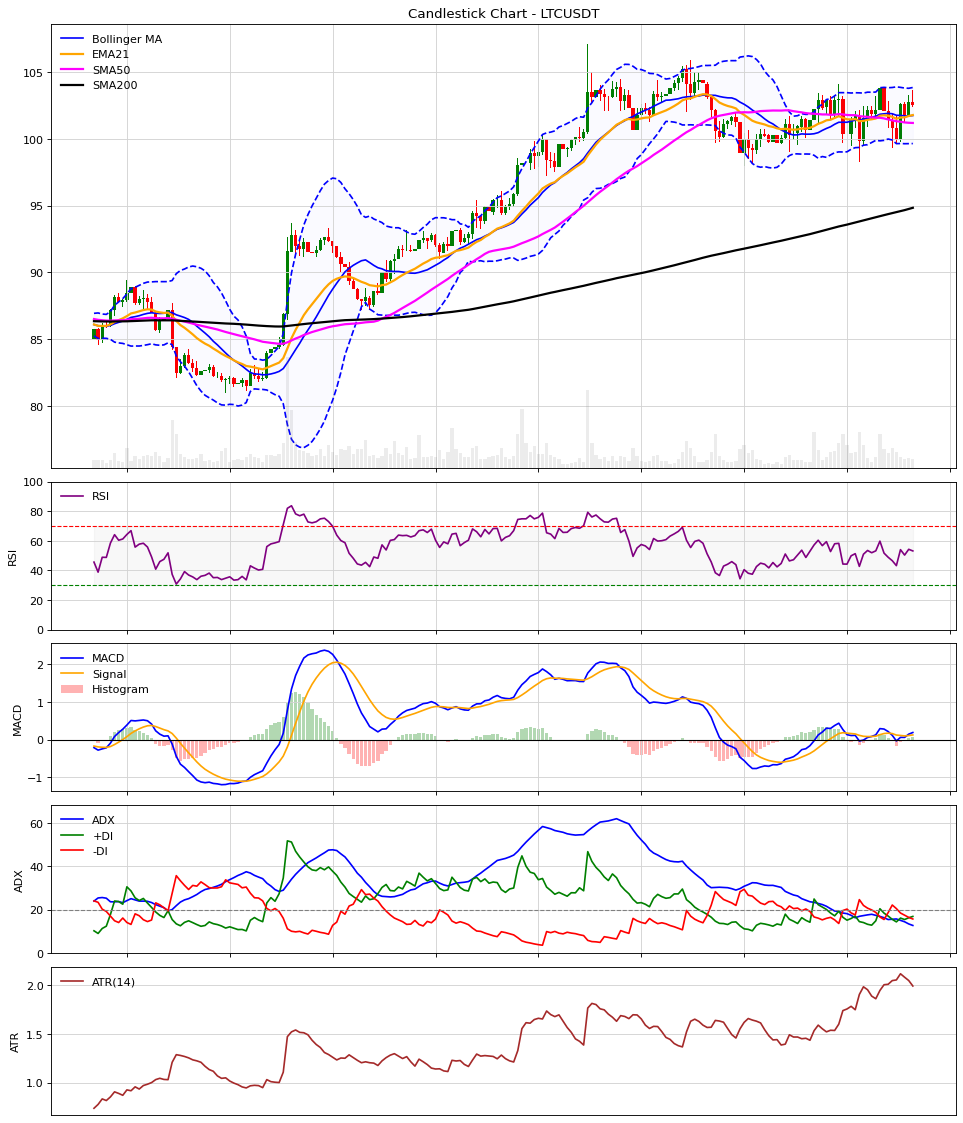 Candlestick Chart - LTCUSDT
Bollinger MA
EMA21
SMA50
SMA200
105
100
95
90
85
80
RSI
100
80
60
40
20
0
RSI
MACD
Signal
Histogram
2
1
0
−1
MACD
ADX
+DI
-DI
60
40
20
0
ADX
ATR(14)
2.0
1.5
1.0
ATR